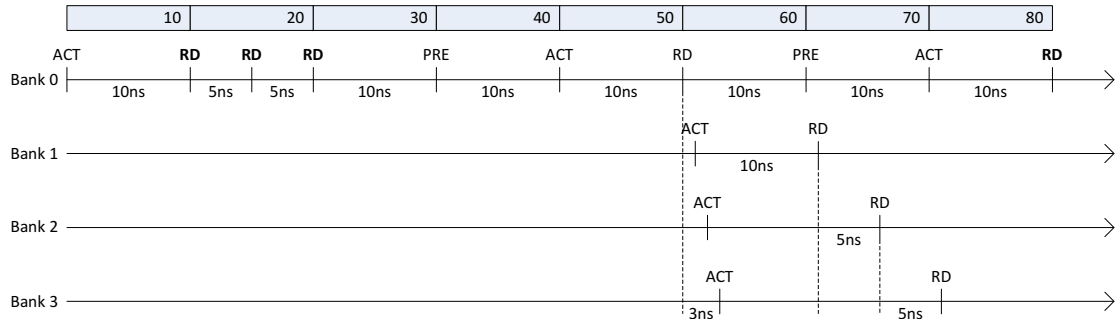 10 20 30 40 50 60 70 80
ACT RD RD RD PRE ACT RD PRE ACT RD
Bank 0
10ns 5ns 5ns 10ns 10ns 10ns 10ns 10ns 10ns
ACT RD
Bank 1
10ns
ACT RD
Bank 2
5ns
ACT RD
Bank 3
3ns 5ns